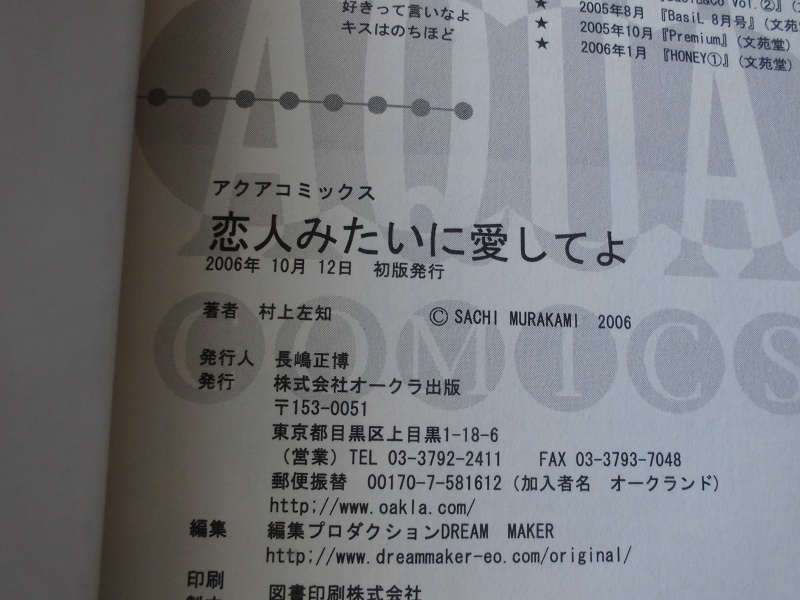 好きって言いなよ
キスはのちほど
Vol.②』
★ 2005年8月 『BasiL 8月号』(文苑
★ 2005年10月『Premium』(文苑堂)
★ 2006年1月 『HONEY①』(文苑堂)
AQUA
COMICS
アクアコミックス
恋人みたいに愛してよ
2006年 10月 12日 初版発行
著者 村上左知 © SACHI MURAKAMI 2006
発行人 長嶋正博
発行 株式会社オークラ出版
〒153-0051
東京都目黒区上目黒1-18-6
(営業) TEL 03-3792-2411 FAX 03-3793-7048
郵便振替 00170-7-581612 (加入者名 オークランド)
http;//www.oakla.com/
編集 編集プロダクションDREAM MAKER
http;//www.dreammaker-eo.com/original/
印刷 図書印刷株式会社